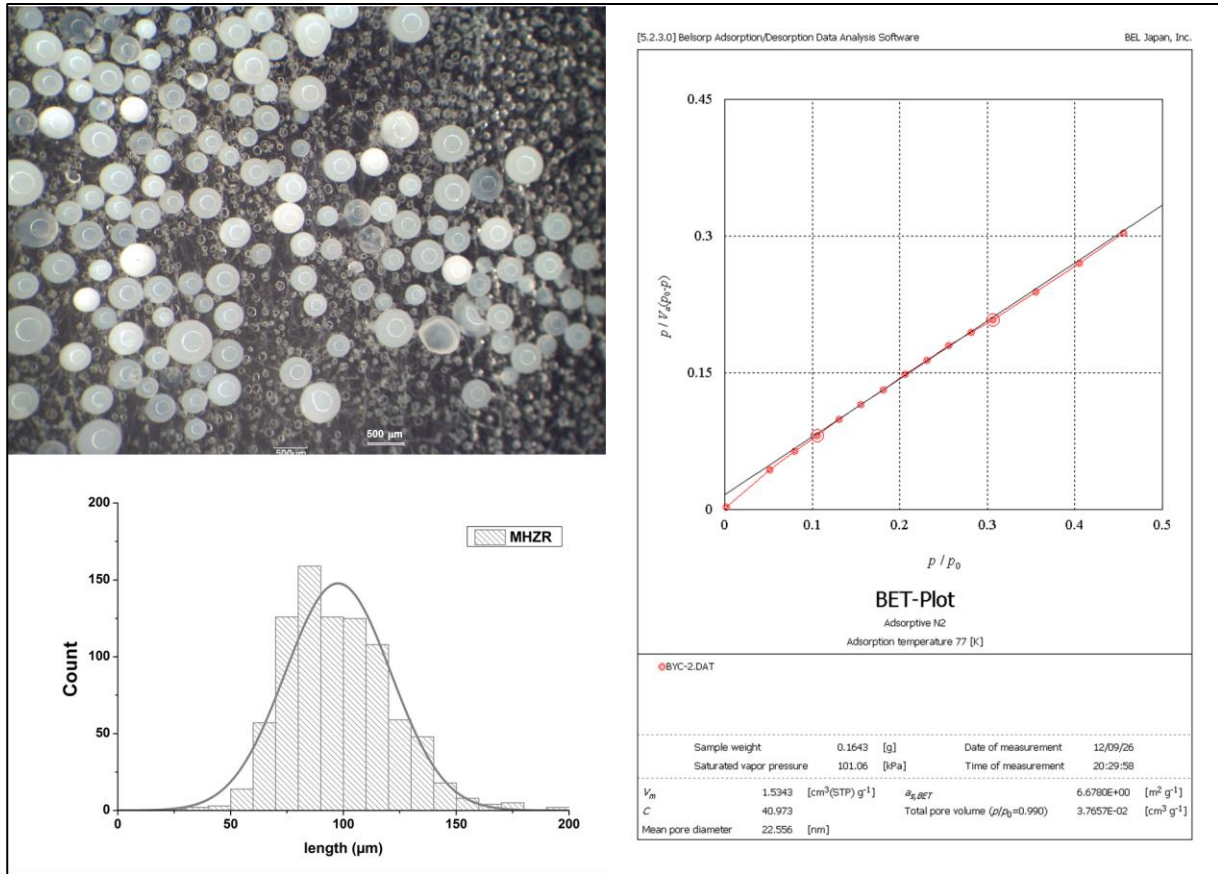 500 µm
500µm
200
150
100
50
0
Count
MHZR
0 50 100 150 200
length (µm)
[5.2.3.0] Belsorp Adsorption/Desorption Data Analysis Software BEL Japan, Inc.
0.45
0.3
0.15
0
p / Va(p0-p)
0 0.1 0.2 0.3 0.4 0.5
p / p0
BET-Plot
Adsorptive N2
Adsorption temperature 77 [K]
BYC-2.DAT
Sample weight 0.1643 [g] Date of measurement 12/09/26
Saturated vapor pressure 101.06 [kPa] Time of measurement 20:29:58
Vm 1.5343 [cm³(STP) g⁻¹] as,BET 6.6780E+00 [m² g⁻¹]
C 40.973 Total pore volume (p/p0=0.990) 3.7657E-02 [cm³ g⁻¹]
Mean pore diameter 22.556 [nm]